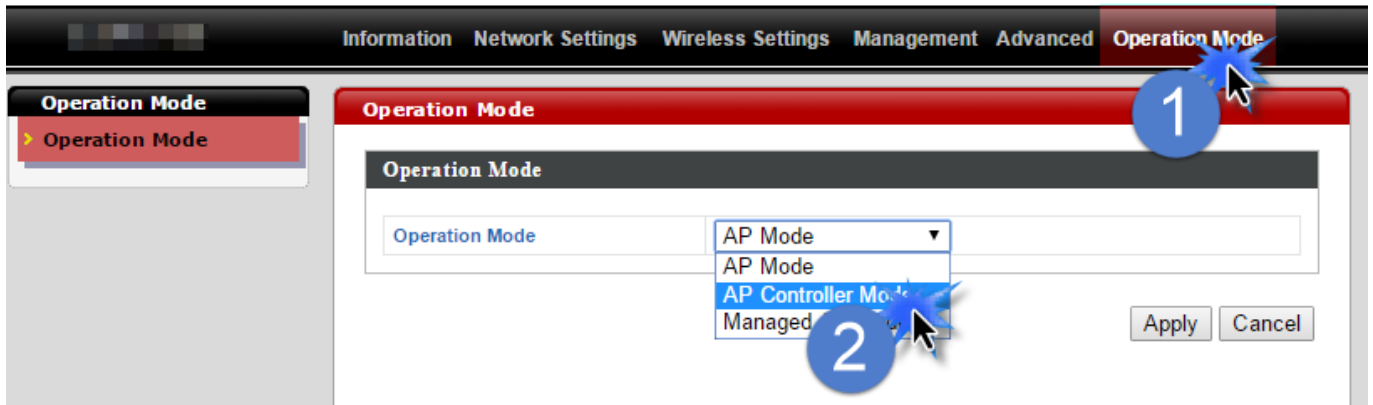 Information Network Settings Wireless Settings Management Advanced Operation Mode
1
Operation Mode
Operation Mode
Operation Mode
Operation Mode
Operation Mode AP Mode
AP Mode
AP Controller Mode
Managed
2
Apply Cancel